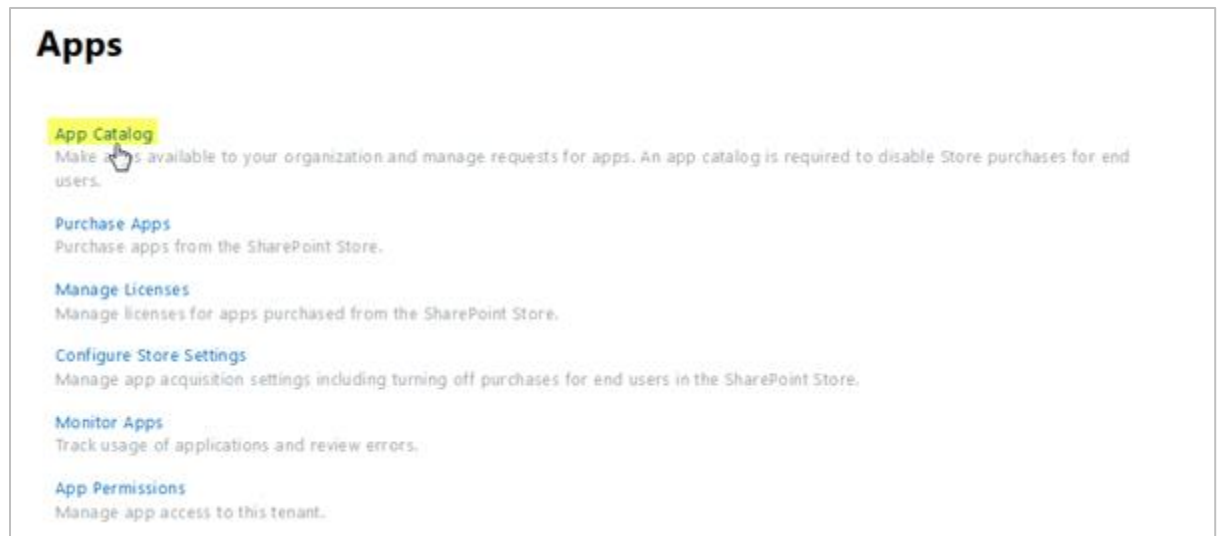 Apps
App Catalog
Make apps available to your organization and manage requests for apps. An app catalog is required to disable Store purchases for end
users.
Purchase Apps
Purchase apps from the SharePoint Store.
Manage Licenses
Manage licenses for apps purchased from the SharePoint Store.
Configure Store Settings
Manage app acquisition settings including turning off purchases for end users in the SharePoint Store.
Monitor Apps
Track usage of applications and review errors.
App Permissions
Manage app access to this tenant.